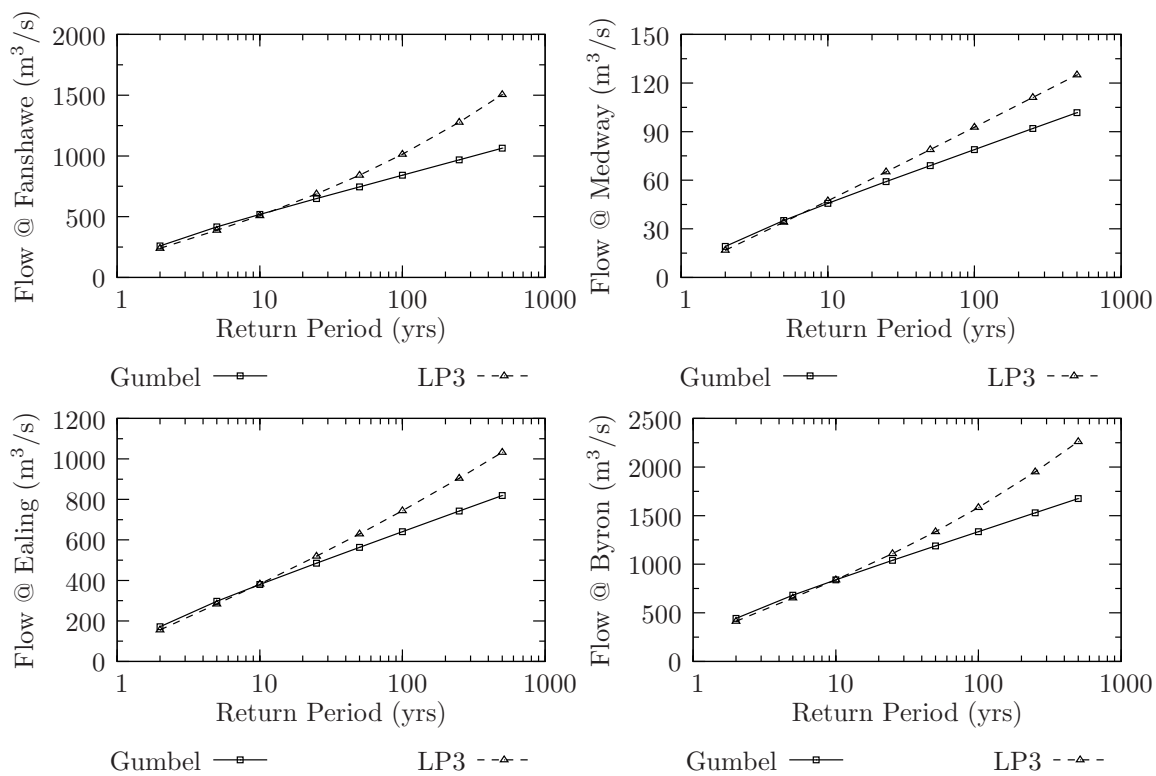 Flow @ Fanshawe (m³/s)
2000
1500
1000
500
0
1 10 100 1000
Return Period (yrs)
Gumbel LP3
Flow @ Medway (m³/s)
150
120
90
60
30
0
1 10 100 1000
Return Period (yrs)
Gumbel LP3
Flow @ Ealing (m³/s)
1200
1000
800
600
400
200
0
1 10 100 1000
Return Period (yrs)
Gumbel LP3
Flow @ Byron (m³/s)
2500
2000
1500
1000
500
0
1 10 100 1000
Return Period (yrs)
Gumbel LP3